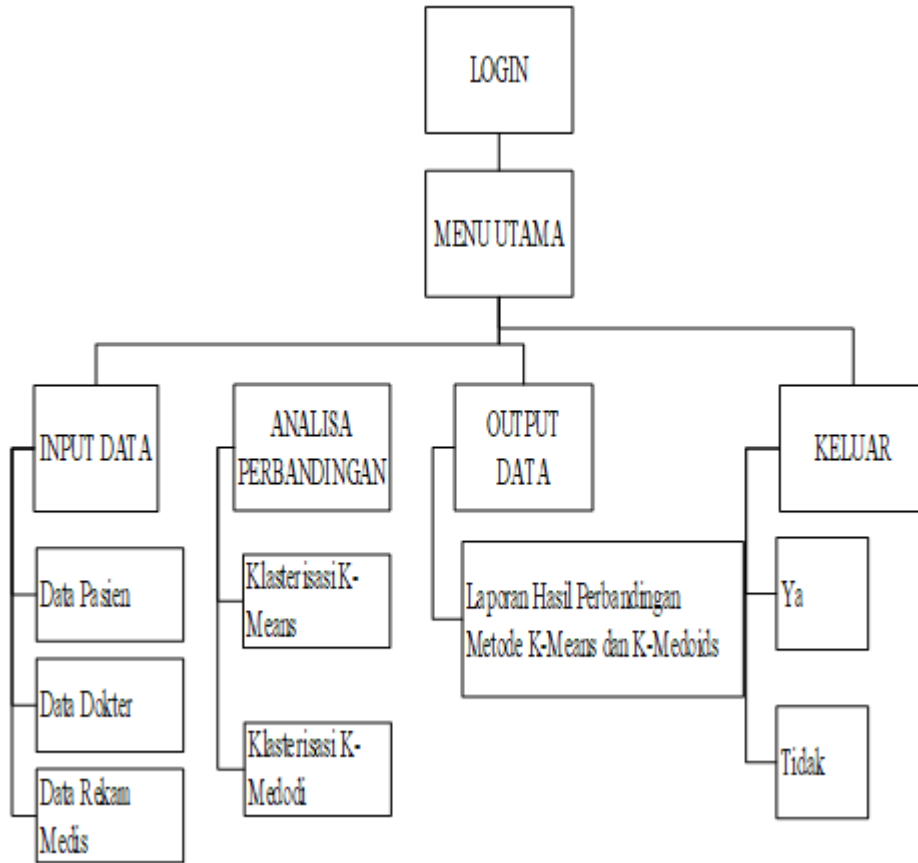 LOGIN
MENU UTAMA
INPUT DATA
Data Pasien
Data Dokter
Data Rekam
Medis
ANALISA
PERBANDINGAN
Klasterisasi K-
Means
Klasterisasi K-
Medodi
OUTPUT
DATA
Laporan Hasil Perbandingan
Metode K-Means dan K-Medoids
KELUAR
Ya
Tidak